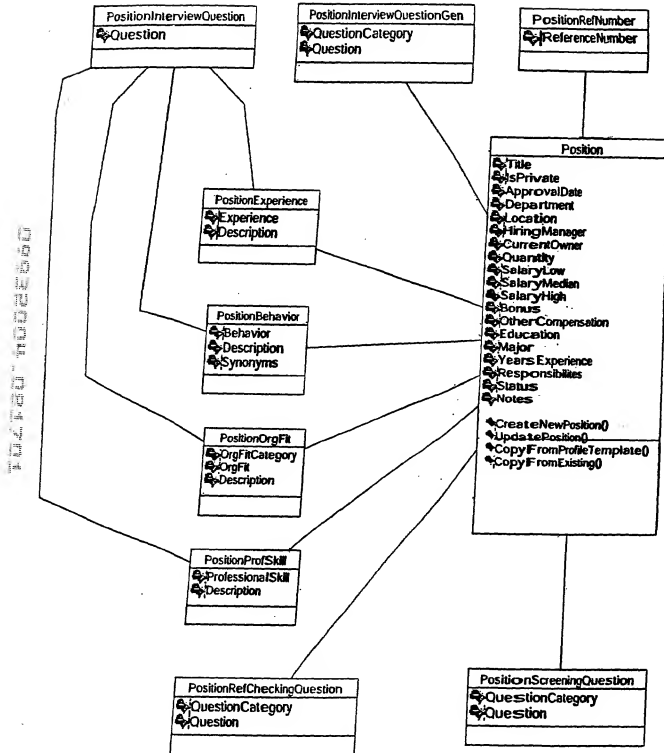 PositionInterviewQuestion
Question
PositionInterviewQuestionGen
QuestionCategory
Question
PositionRefNumber
ReferenceNumber
Position
Title
IsPrivate
ApprovalDate
Department
Location
HiringManager
CurrentOwner
Quantity
SalaryLow
SalaryMedian
SalaryHigh
Bonus
OtherCompensation
Education
Major
YearsExperience
Responsibilites
Status
Notes
CreateNewPosition()
UpdatePosition()
CopyFromProfileTemplate()
CopyFromExisting()
PositionExperience
Experience
Description
PositionBehavior
Behavior
Description
Synonyms
PositionOrgFit
OrgFitCategory
OrgFit
Description
PositionProfSkill
ProfessionalSkill
Description
PositionRefCheckingQuestion
QuestionCategory
Question
PositionScreeningQuestion
QuestionCategory
Question